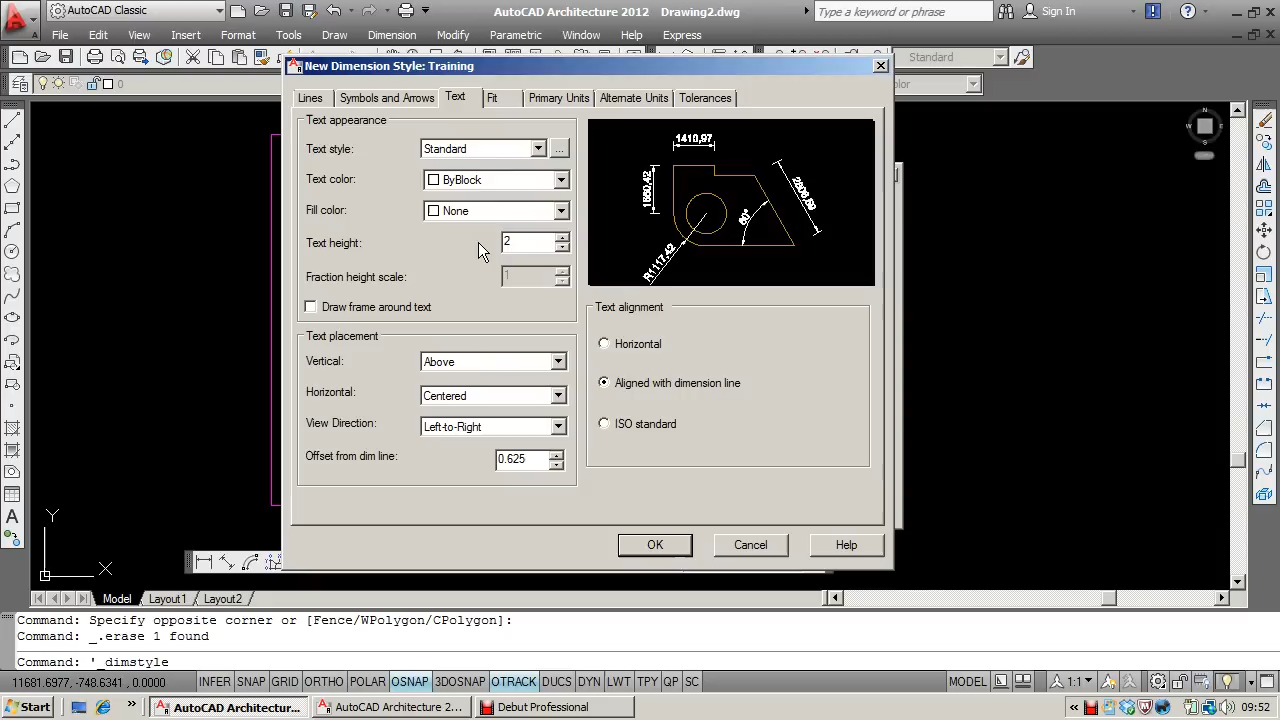 AutoCAD Classic
AutoCAD Architecture 2012 Drawing2.dwg
Type a keyword or phrase
Sign In
File Edit View Insert Format Tools Draw Dimension Modify Parametric Window Help Express
Standard
0
New Dimension Style: Training
Lines Symbols and Arrows Text Fit Primary Units Alternate Units Tolerances
Text appearance
Text style: Standard ...
Text color: ByBlock
Fill color: None
Text height: 2
Fraction height scale: 1
Draw frame around text
Text placement
Vertical: Above
Horizontal: Centered
View Direction: Left-to-Right
Offset from dim line: 0.625
1410,97
60°
R1117,42
Text alignment
Horizontal
Aligned with dimension line
ISO standard
OK Cancel Help
N
W E
S
Y
X
A
Model Layout1 Layout2
Command: Specify opposite corner or [Fence/WPolygon/CPolygon]:
Command: _.erase 1 found
Command: '_dimstyle
11681.6977, -748.6341 , 0.0000 INFER SNAP GRID ORTHO POLAR OSNAP 3DOSNAP OTRACK DUCS DYN LWT TPY QP SC MODEL 1:1
Start » AutoCAD Architectur... AutoCAD Architecture 2... Debut Professional « 09:52